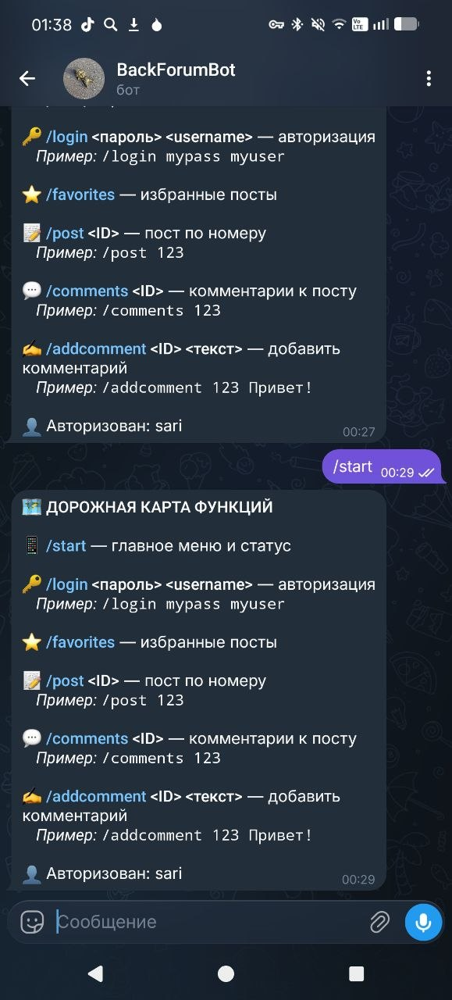 01:38
Vo LTE
BackForumBot
бот
/login <пароль> <username> — авторизация
Пример: /login mypass myuser
/favorites — избранные посты
/post <ID> — пост по номеру
Пример: /post 123
/comments <ID> — комментарии к посту
Пример: /comments 123
/addcomment <ID> <текст> — добавить
комментарий
Пример: /addcomment 123 Привет!
Авторизован: sari
00:27
/start 00:29
ДОРОЖНАЯ КАРТА ФУНКЦИЙ
/start — главное меню и статус
/login <пароль> <username> — авторизация
Пример: /login mypass myuser
/favorites — избранные посты
/post <ID> — пост по номеру
Пример: /post 123
/comments <ID> — комментарии к посту
Пример: /comments 123
/addcomment <ID> <текст> — добавить
комментарий
Пример: /addcomment 123 Привет!
Авторизован: sari
00:29
Сообщение